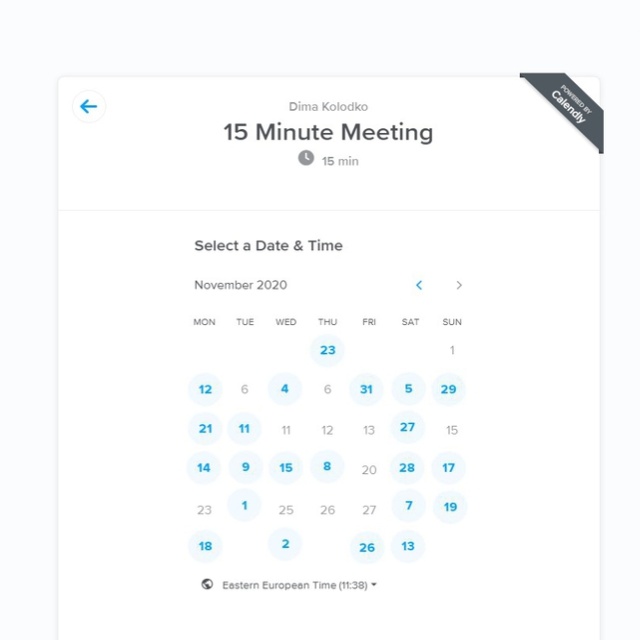 POWERED BY
Calendly
Dima Kolodko
15 Minute Meeting
15 min
Select a Date & Time
November 2020
MON TUE WED THU FRI SAT SUN
23 1
12 6 4 6 31 5 29
21 11 11 12 13 27 15
14 9 15 8 20 28 17
23 1 25 26 27 7 19
18 2 26 13
Eastern European Time (11:38)